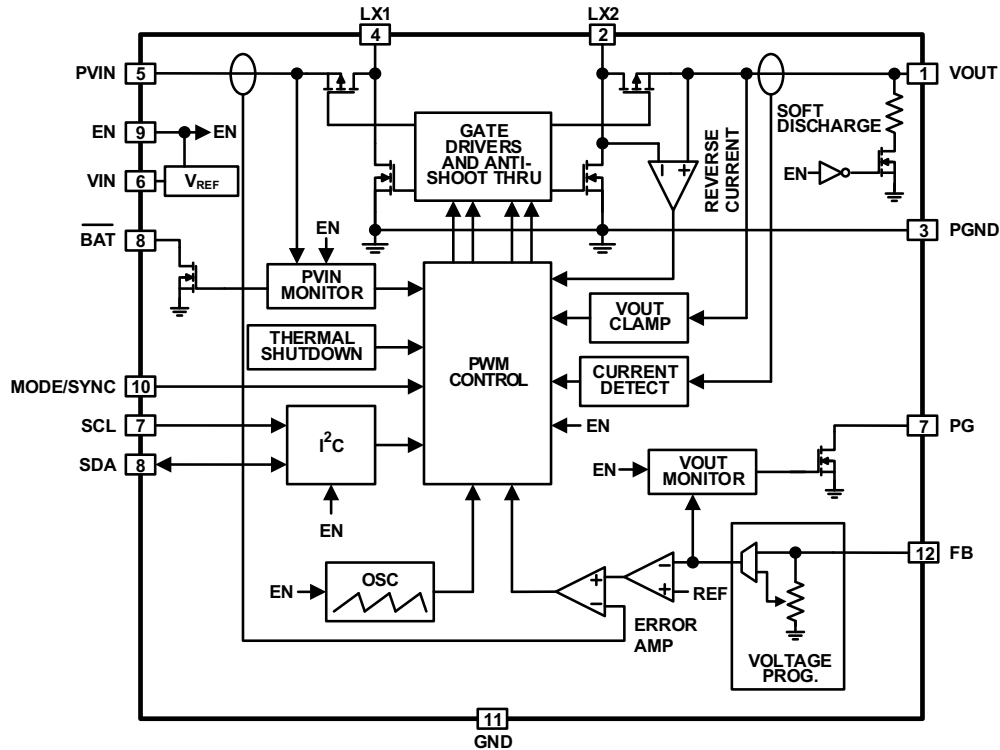 LX1
LX2
4
2
PVIN
5
1
VOUT
EN
9
EN
GATE
DRIVERS
AND ANTI-
SHOOT THRU
SOFT
DISCHARGE
VIN
6
VREF
− +
REVERSE
CURRENT
EN
BAT
8
EN
3
PGND
PVIN
MONITOR
PWM
CONTROL
VOUT
CLAMP
THERMAL
SHUTDOWN
CURRENT
DETECT
MODE/SYNC
10
SCL
7
I²C
EN
7
PG
SDA
8
EN
VOUT
MONITOR
EN
12
FB
EN
OSC
+
−
−
+
REF
ERROR
AMP
VOLTAGE
PROG.
11
GND